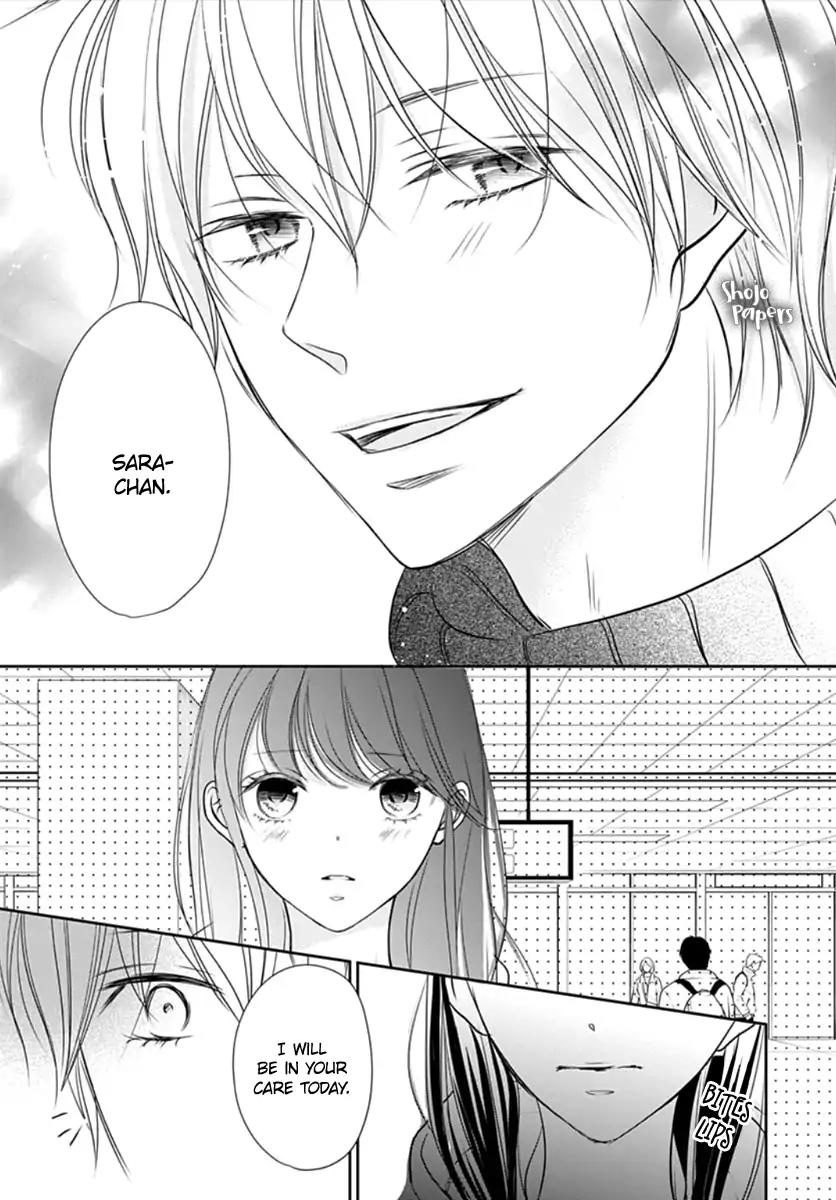 Shojo
Papers
SARA-
CHAN.
I WILL
BE IN YOUR
CARE TODAY.
BITES
LIPS